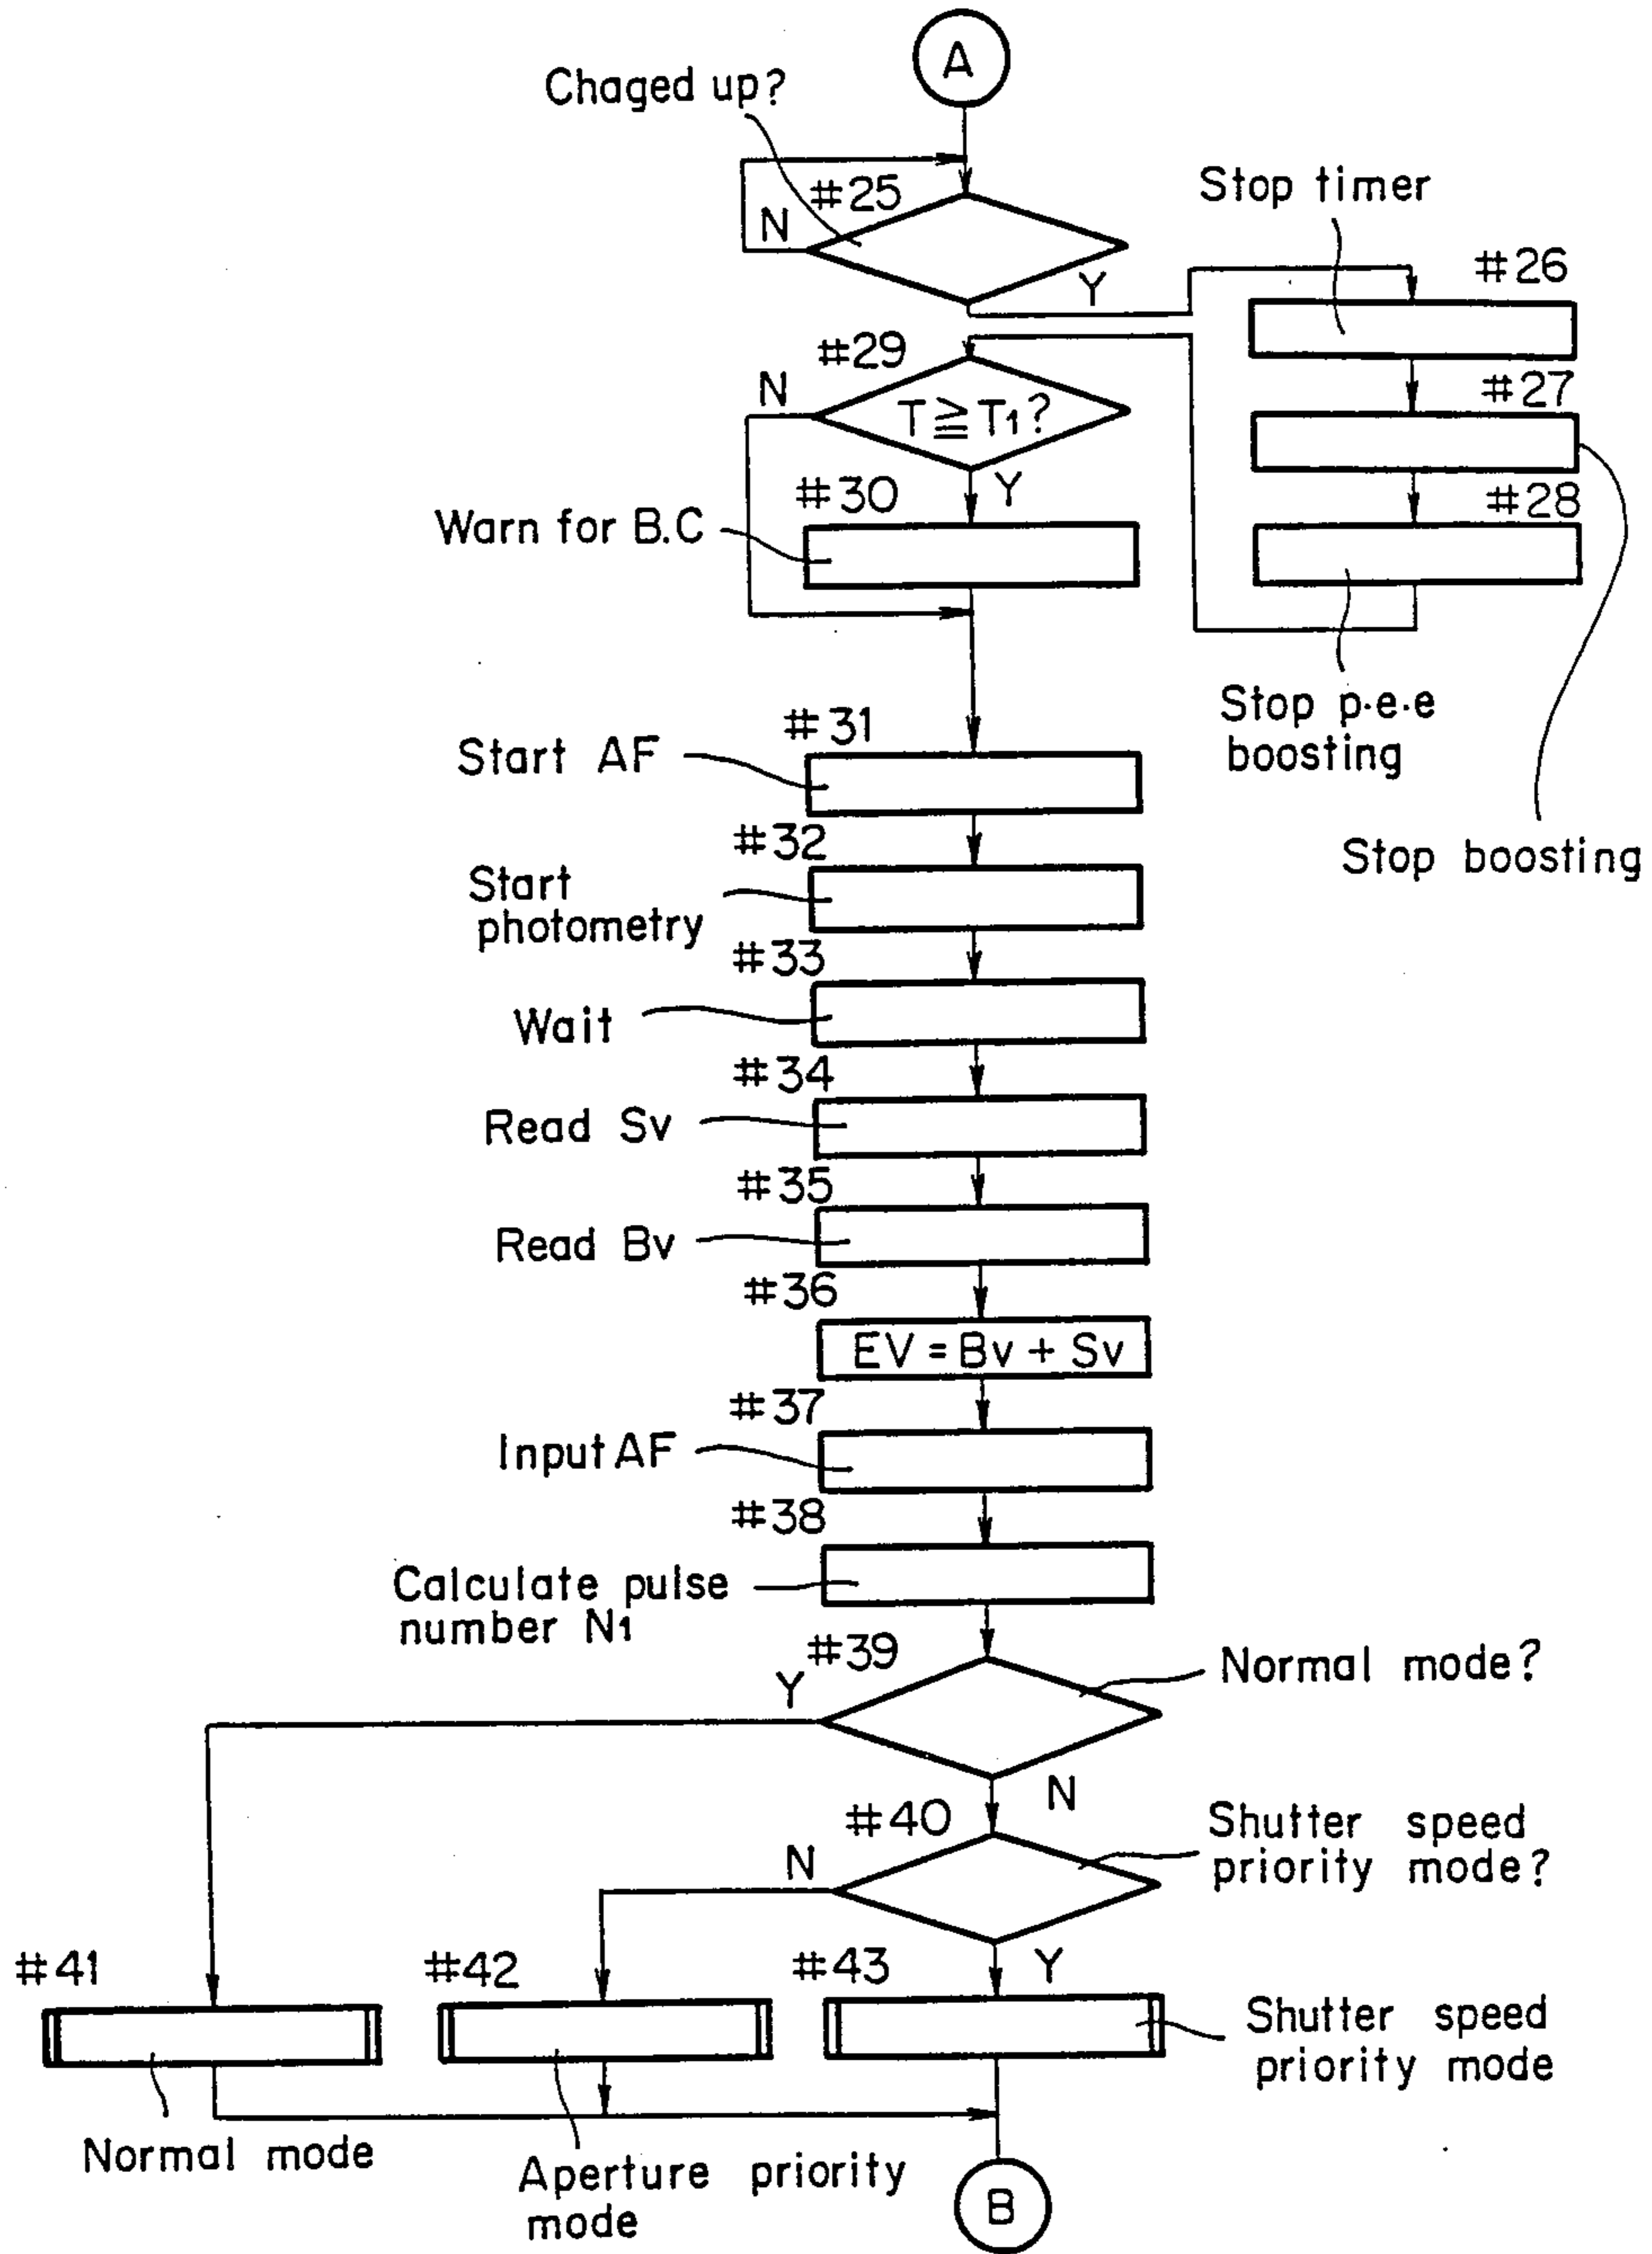 A
Chaged up?
#25
N
Y
Stop timer
#26
#29
N
T ≧ T1?
Y
#27
#30
Warn for B.C
#28
Stop p·e·e
boosting
Stop boosting
#31
Start AF
#32
Start
photometry
#33
Wait
#34
Read Sv
#35
Read Bv
#36
EV = Bv + Sv
#37
Input AF
#38
Calculate pulse
number N1
#39
Y
Normal mode?
N
#40
N
Shutter speed
priority mode?
Y
#41
#42
#43
Shutter speed
priority mode
Normal mode
Aperture priority
mode
B